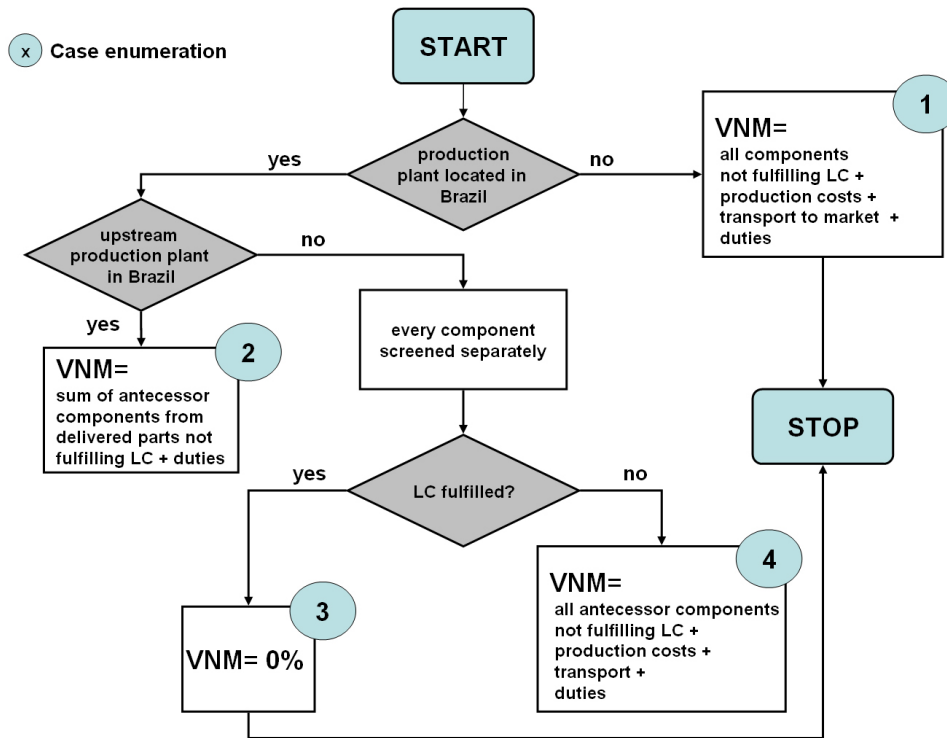 x
Case enumeration
START
production
plant located in
Brazil
yes
no
1
VNM=
all components
not fulfilling LC +
production costs +
transport to market +
duties
upstream
production plant
in Brazil
no
yes
every component
screened separately
2
VNM=
sum of antecessor
components from
delivered parts not
fulfilling LC + duties
STOP
LC fulfilled?
yes
no
3
VNM= 0%
4
VNM=
all antecessor components
not fulfilling LC +
production costs +
transport +
duties